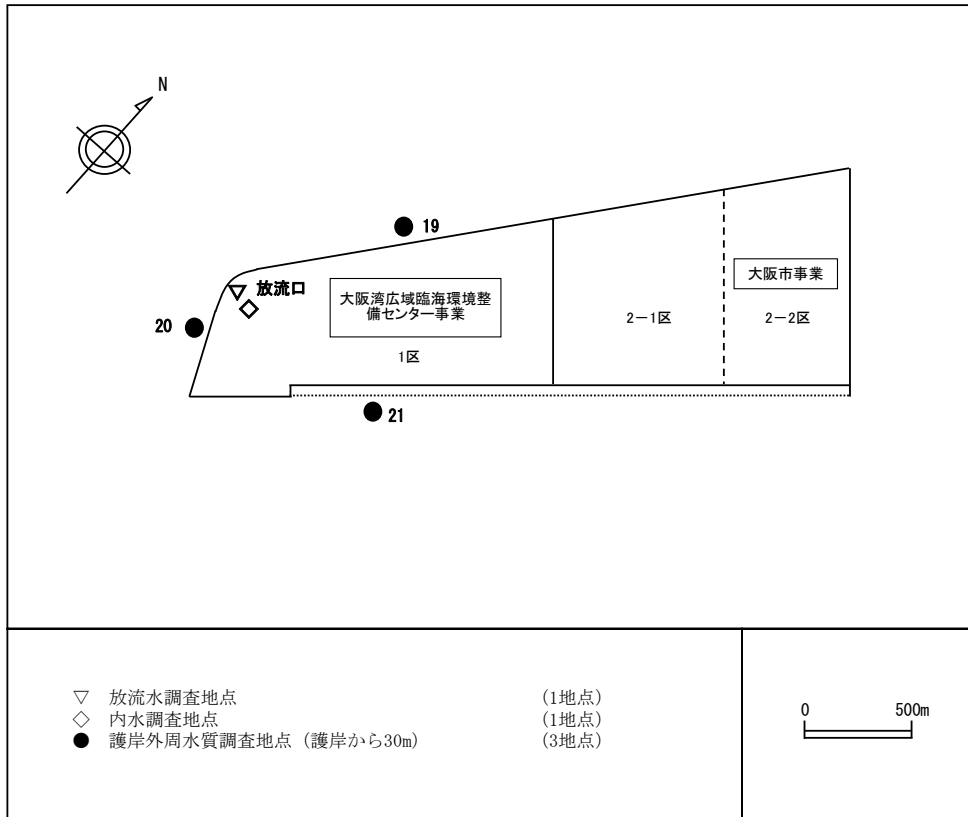 N
19
放流口
大阪湾広域臨海環境整
備センター事業
1区
20
21
2-1区
大阪市事業
2-2区
▽ 放流水調査地点 (1地点)
◇ 内水調査地点 (1地点)
● 護岸外周水質調査地点 (護岸から30m) (3地点)
0 500m